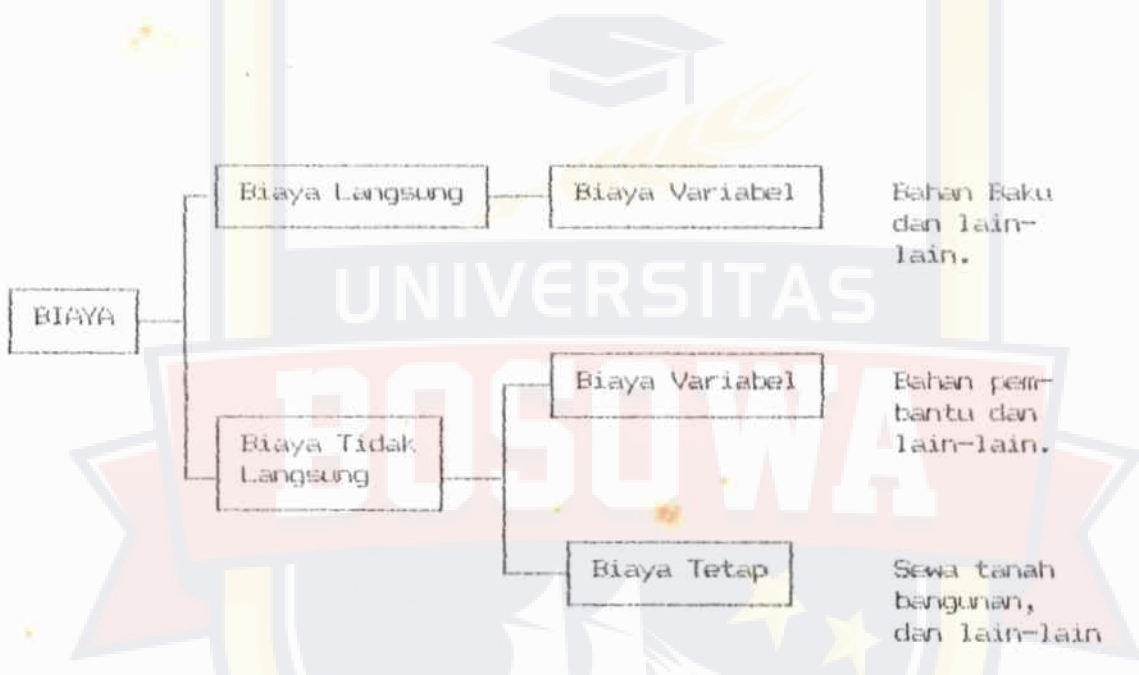 Biaya Langsung
Biaya Variabel
Bahan Baku
dan lain-
lain.
BIAYA
UNIVERSITAS
BOSOWA
Biaya Variabel
Bahan pem-
bantu dan
lain-lain.
Biaya Tidak
Langsung
Biaya Tetap
Sewa tanah
bangunan,
dan lain-lain